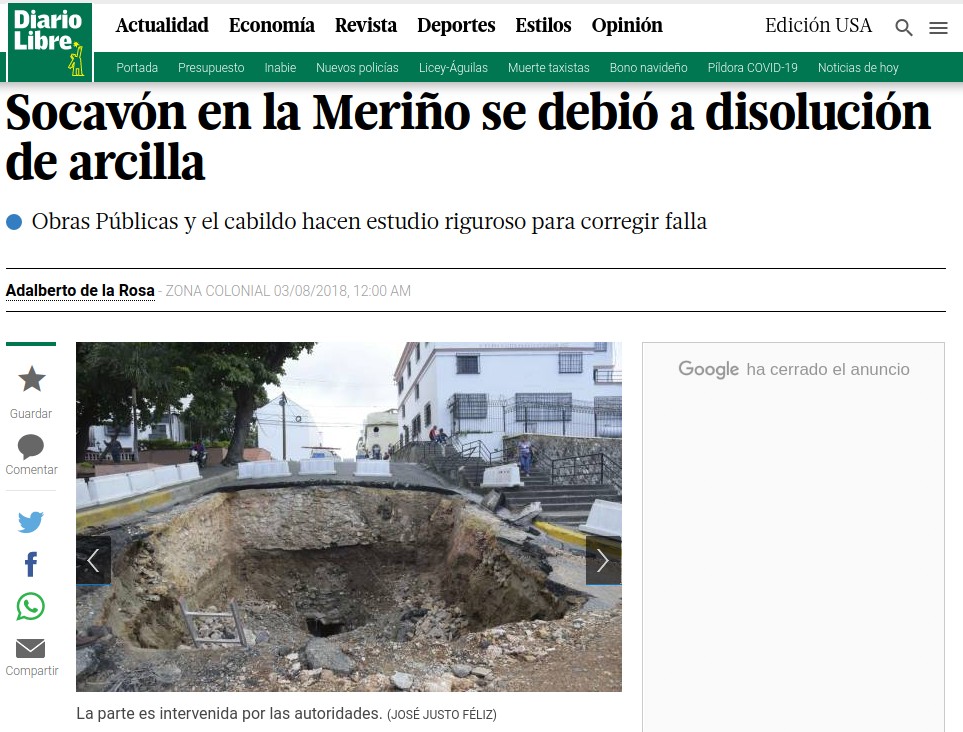 Diario
Libre
Actualidad Economía Revista Deportes Estilos Opinión Edición USA
Portada Presupuesto Inabie Nuevos policías Licey-Águilas Muerte taxistas Bono navideño Píldora COVID-19 Noticias de hoy
Socavón en la Meriño se debió a disolución
de arcilla
Obras Públicas y el cabildo hacen estudio riguroso para corregir falla
Adalberto de la Rosa - ZONA COLONIAL 03/08/2018, 12:00 AM
Guardar
Comentar
Compartir
Google ha cerrado el anuncio
La parte es intervenida por las autoridades. (JOSÉ JUSTO FÉLIZ)